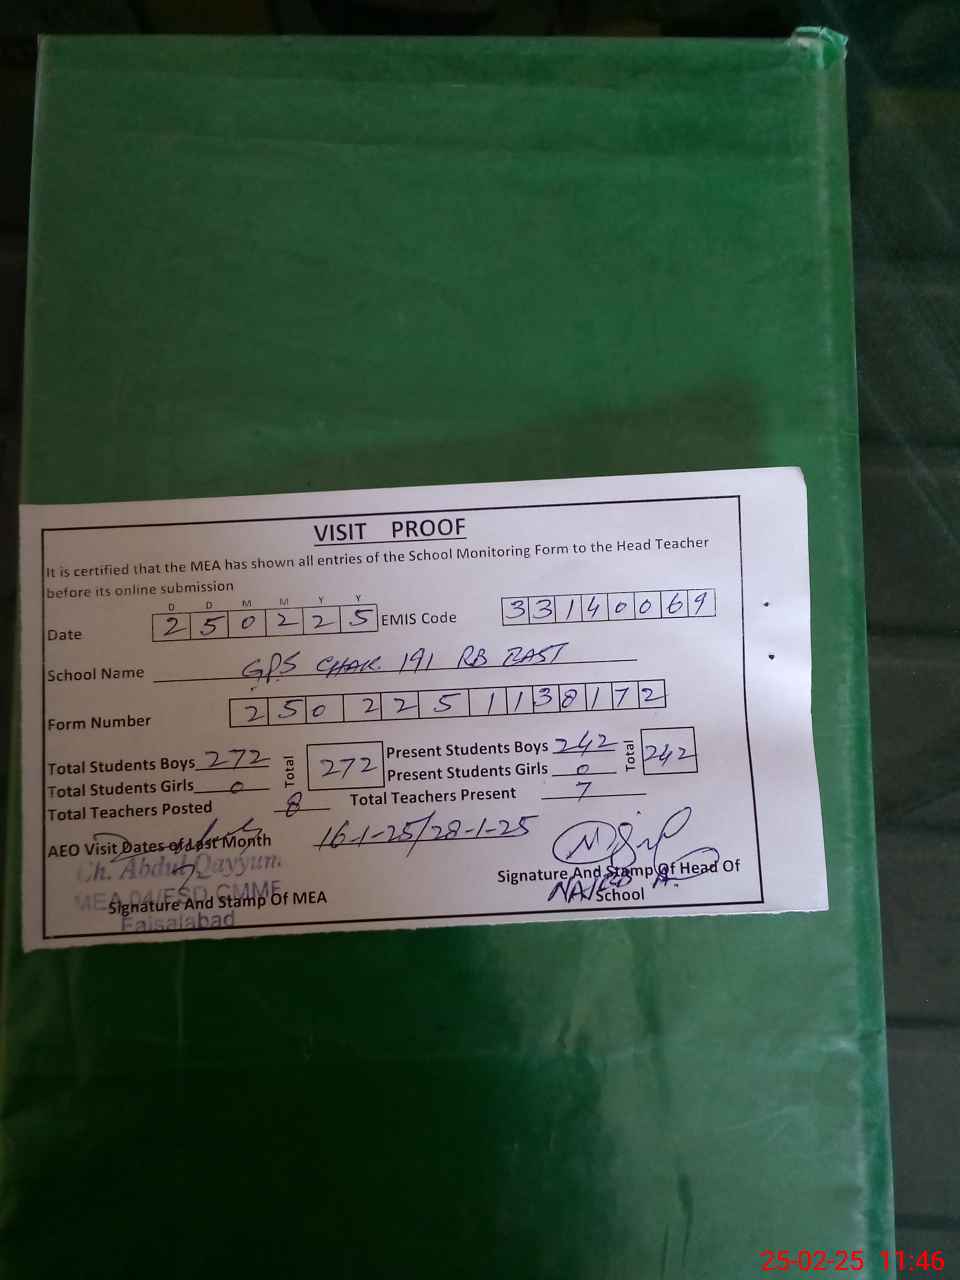 VISIT PROOF
It is certified that the MEA has shown all entries of the School Monitoring Form to the Head Teacher
before its online submission
D D M M Y Y
Date 2 5 0 2 2 5 EMIS Code 3 3 1 4 0 0 6 9
School Name GPS CHAK 191 RB EAST
Form Number 2 5 0 2 2 5 1 1 3 8 1 7 2
Total Students Boys 272 Total 272 Present Students Boys 242 Total 242
Total Students Girls 0 Present Students Girls 0
Total Teachers Posted 8 Total Teachers Present 7
AEO Visit Dates of Last Month 16-1-25/28-1-25
Ch. Abdul Qayyum
MEA 04/FSD CMMF
Faisalabad
Signature And Stamp Of MEA
Signature And Stamp Of Head Of
School
25-02-25 11:46